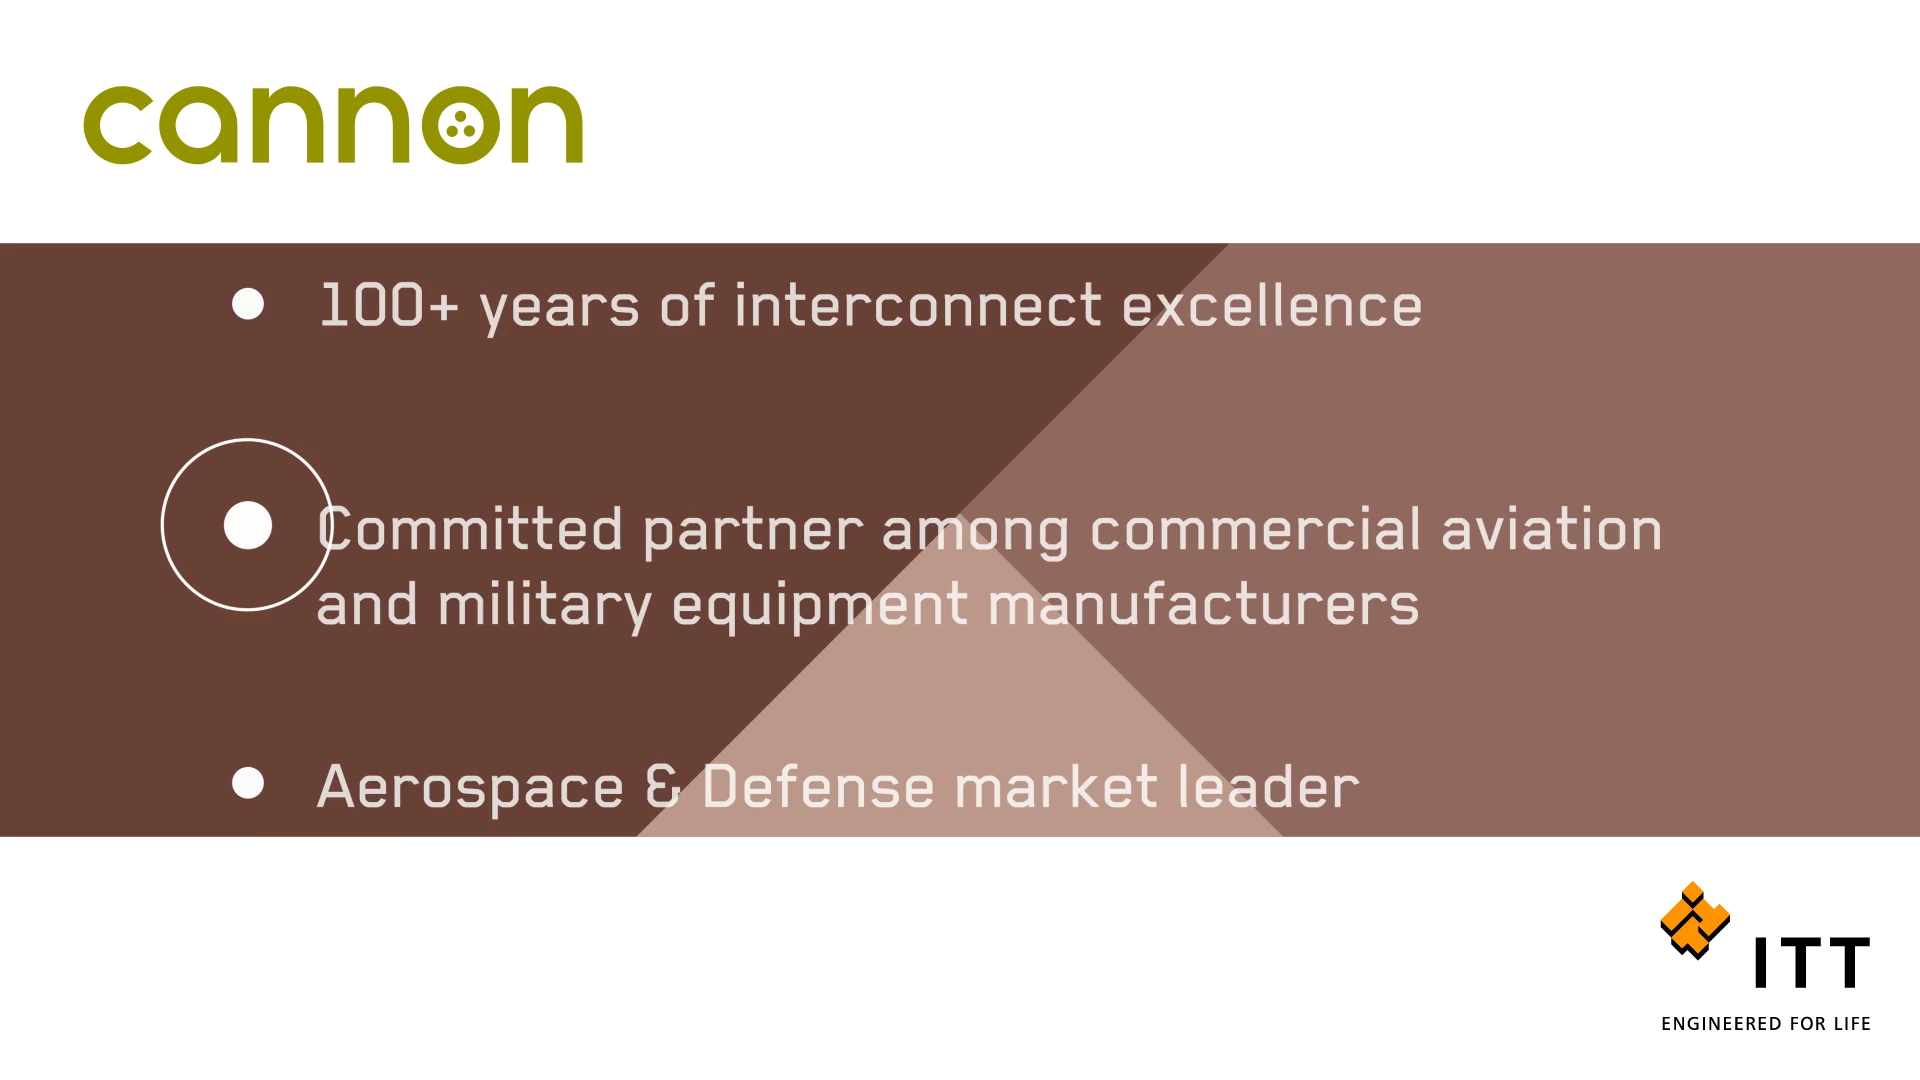 cannon
100+ years of interconnect excellence
Committed partner among commercial aviation
and military equipment manufacturers
Aerospace & Defense market leader
ITT
ENGINEERED FOR LIFE